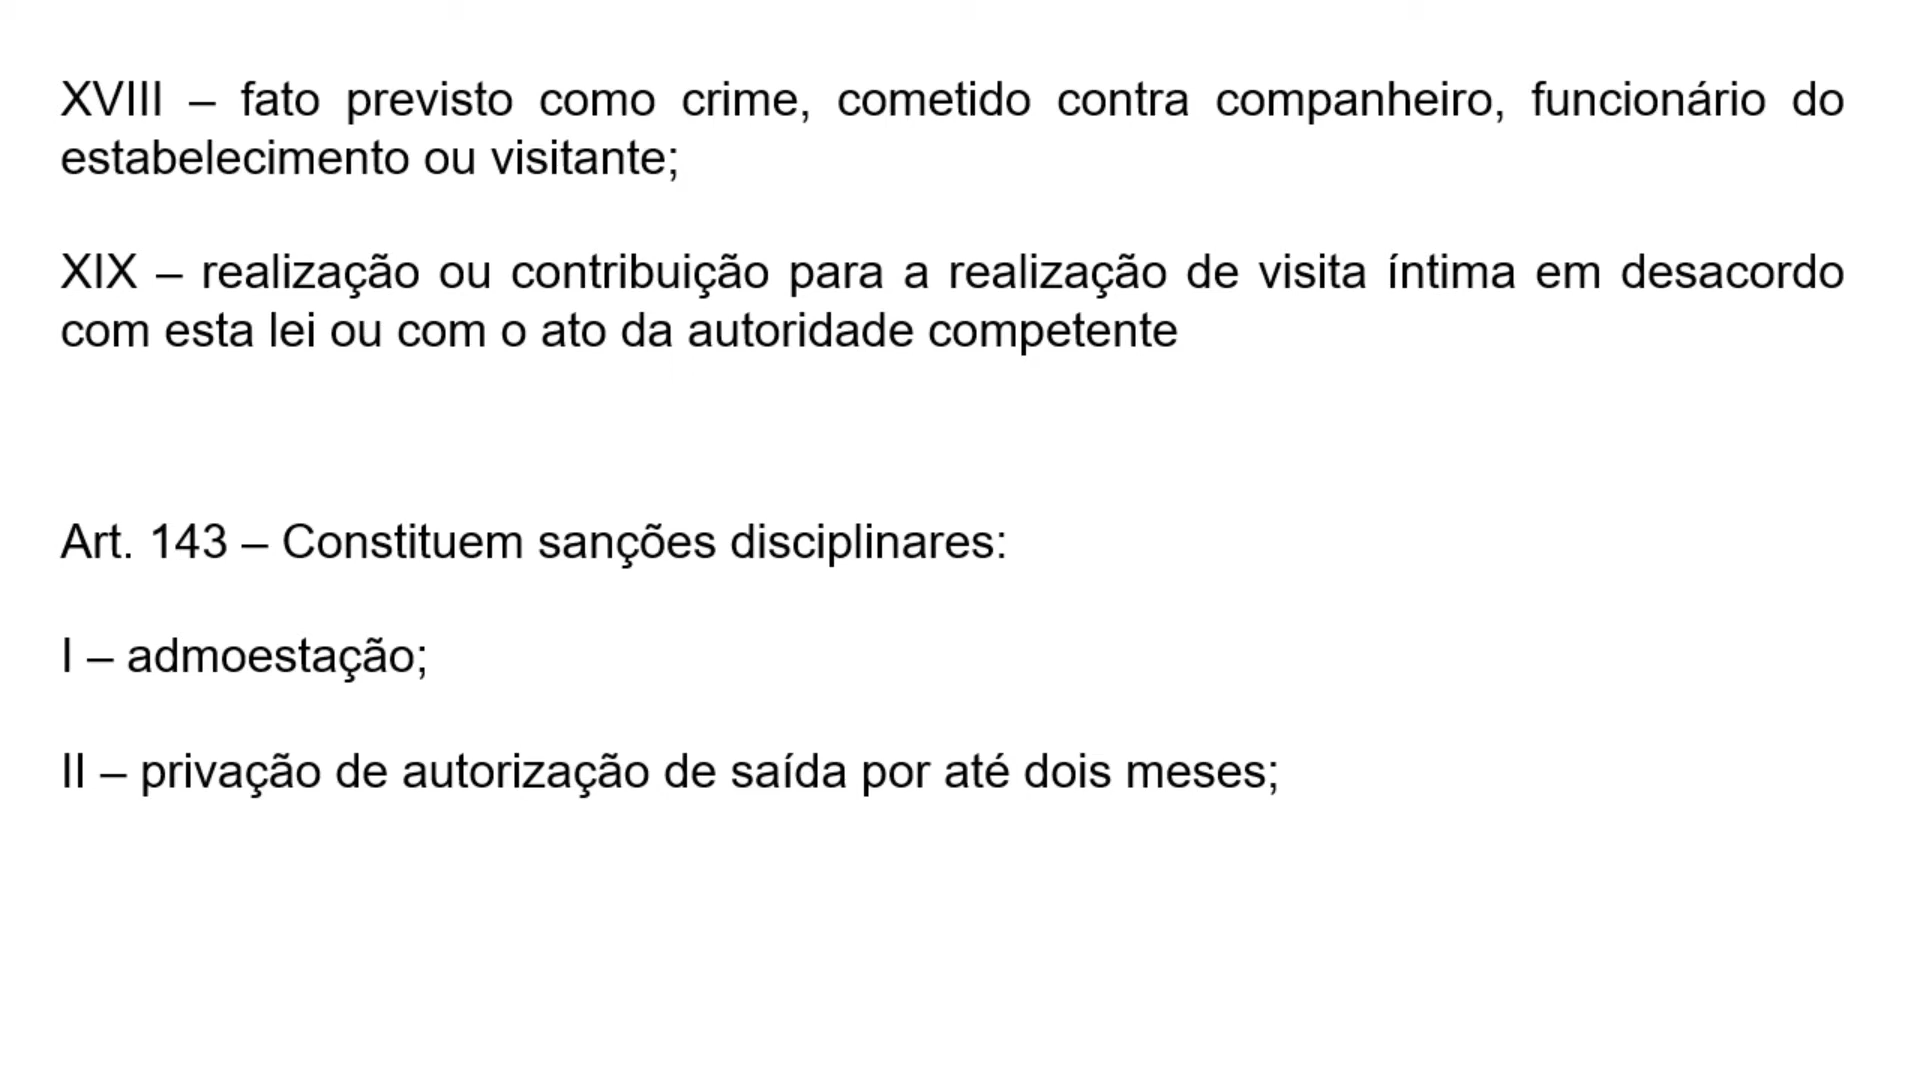 XVIII – fato previsto como crime, cometido contra companheiro, funcionário do
estabelecimento ou visitante;
XIX – realização ou contribuição para a realização de visita íntima em desacordo
com esta lei ou com o ato da autoridade competente
Art. 143 – Constituem sanções disciplinares:
I – admoestação;
II – privação de autorização de saída por até dois meses;